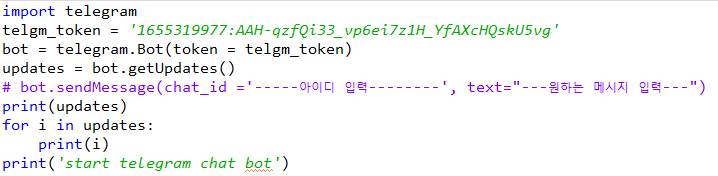 import telegram
telgm_token = '1655319977:AAH-qzfQi33_vp6ei7z1H_YfAXcHQskU5vg'
bot = telegram.Bot(token = telgm_token)
updates = bot.getUpdates()
# bot.sendMessage(chat_id ='-----아이디 입력--------', text="---원하는 메시지 입력---")
print(updates)
for i in updates:
    print(i)
print('start telegram chat bot')